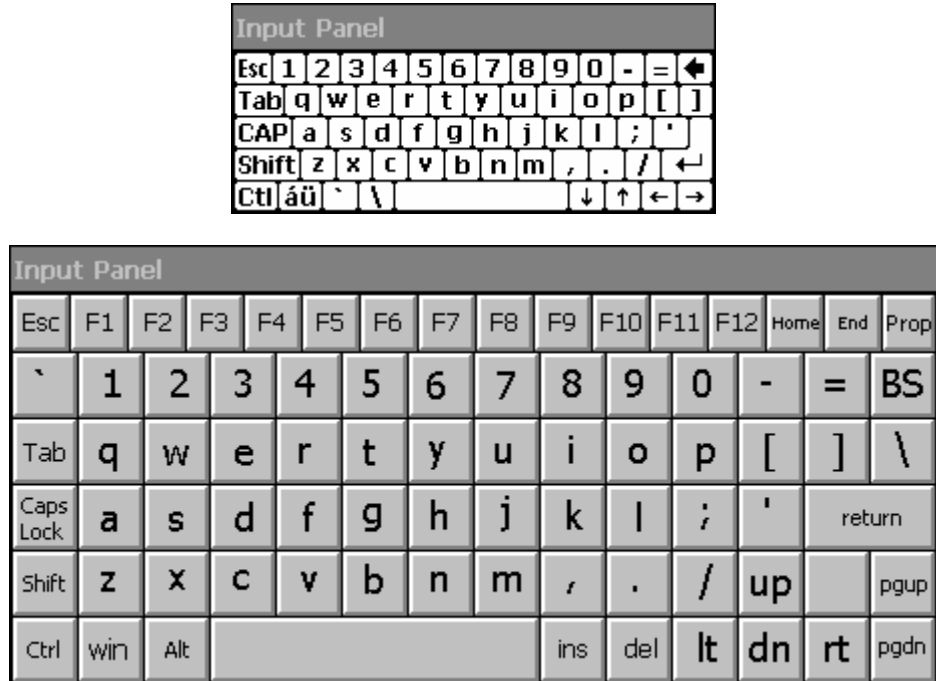 Input Panel
Esc 1 2 3 4 5 6 7 8 9 0 - = 🡄
Tab q w e r t y u i o p [ ]
CAP a s d f g h j k l ; '
Shift z x c v b n m , . / ↵
Ctl áü ` \ ↓ ↑ ← →
Input Panel
Esc F1 F2 F3 F4 F5 F6 F7 F8 F9 F10 F11 F12 Home End Prop
` 1 2 3 4 5 6 7 8 9 0 - = BS
Tab q w e r t y u i o p [ ] \
Caps Lock a s d f g h j k l ; ' return
Shift z x c v b n m , . / up pgup
Ctrl win Alt ins del lt dn rt pgdn